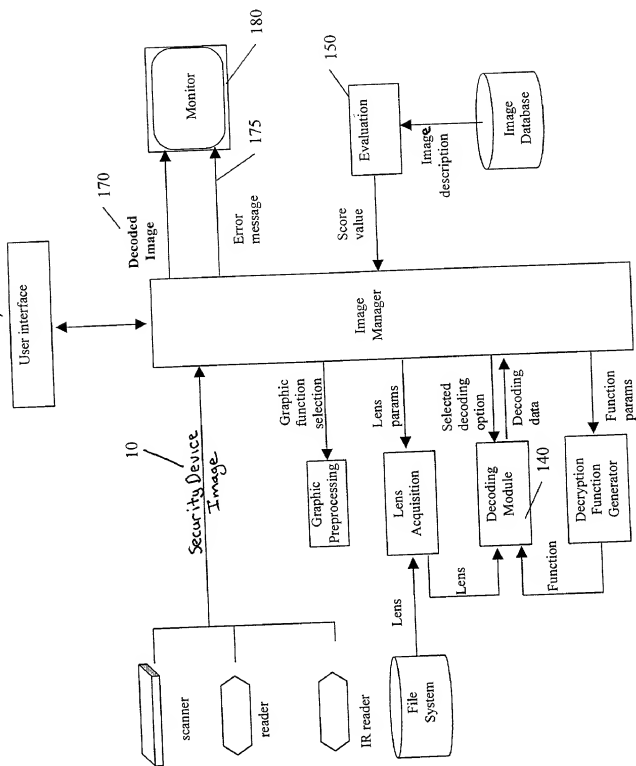 User interface
170
Decoded
Image
Monitor
180
175
Error
message
10
Security Device
Image
scanner
reader
IR reader
Image
Manager
Score
value
Evaluation
150
Image
description
Image
Database
Graphic
function
selection
Graphic
Preprocessing
Lens
params
Lens
Acquisition
Selected
decoding
option
Decoding
data
Decoding
Module
140
Function
params
Decryption
Function
Generator
Lens
Lens
Function
File
System